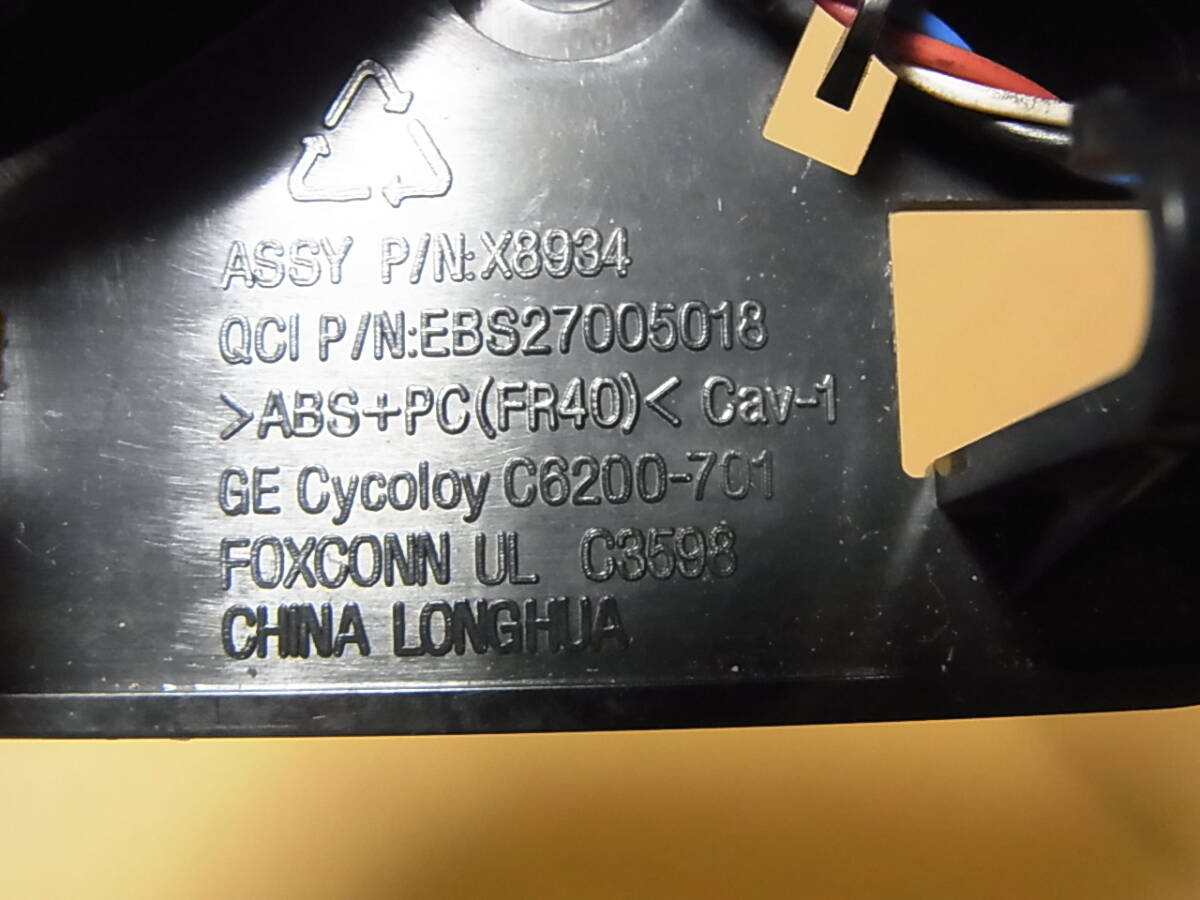 ASSY P/N:X8934
QCI P/N:EBS27005018
>ABS+PC(FR40)< Cav-1
GE Cycoloy C6200-701
FOXCONN UL C3598
CHINA LONGHUA